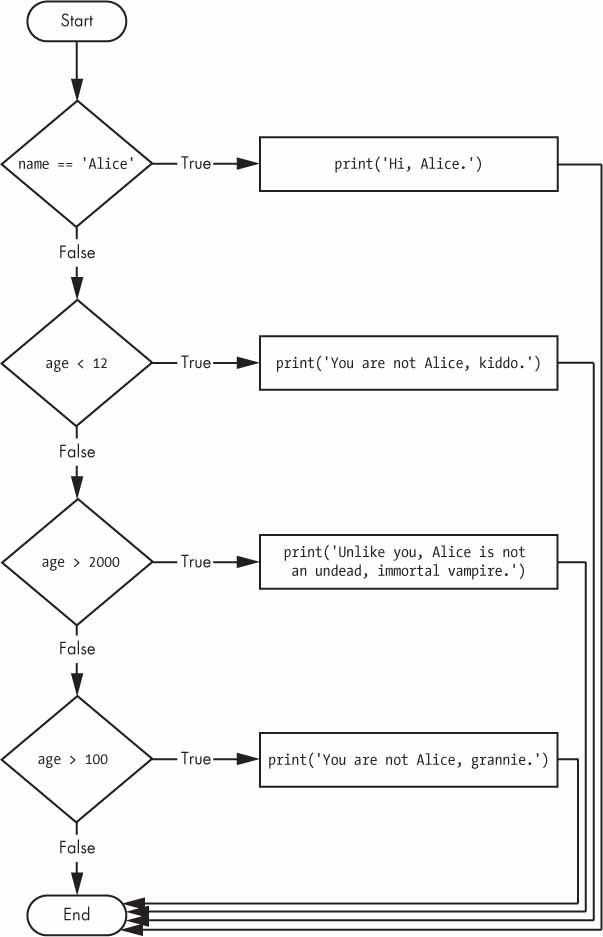 Start
name == 'Alice'
True
print('Hi, Alice.')
False
age < 12
True
print('You are not Alice, kiddo.')
False
age > 2000
True
print('Unlike you, Alice is not
an undead, immortal vampire.')
False
age > 100
True
print('You are not Alice, grannie.')
False
End